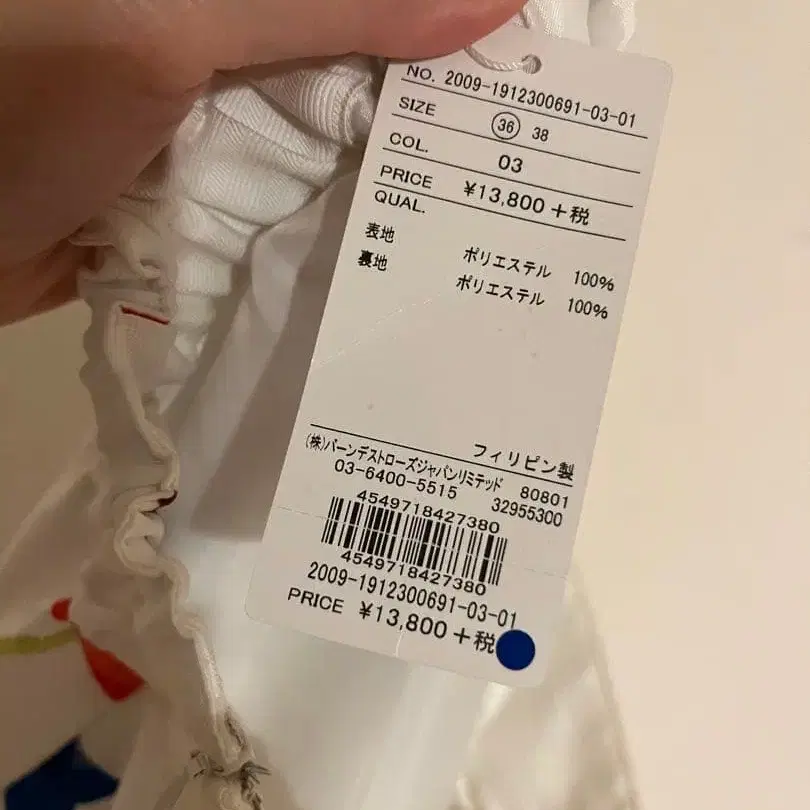 NO. 2009-1912300691-03-01
SIZE 36 38
COL. 03
PRICE ¥13,800+税
QUAL.
表地 ポリエステル 100%
裏地 ポリエステル 100%
フィリピン製
(株)バーンデストローズジャパンリミテッド 80801
03-6400-5515 32955300
4549718427380
4549718427380
2009-1912300691-03-01
PRICE ¥13,800+税